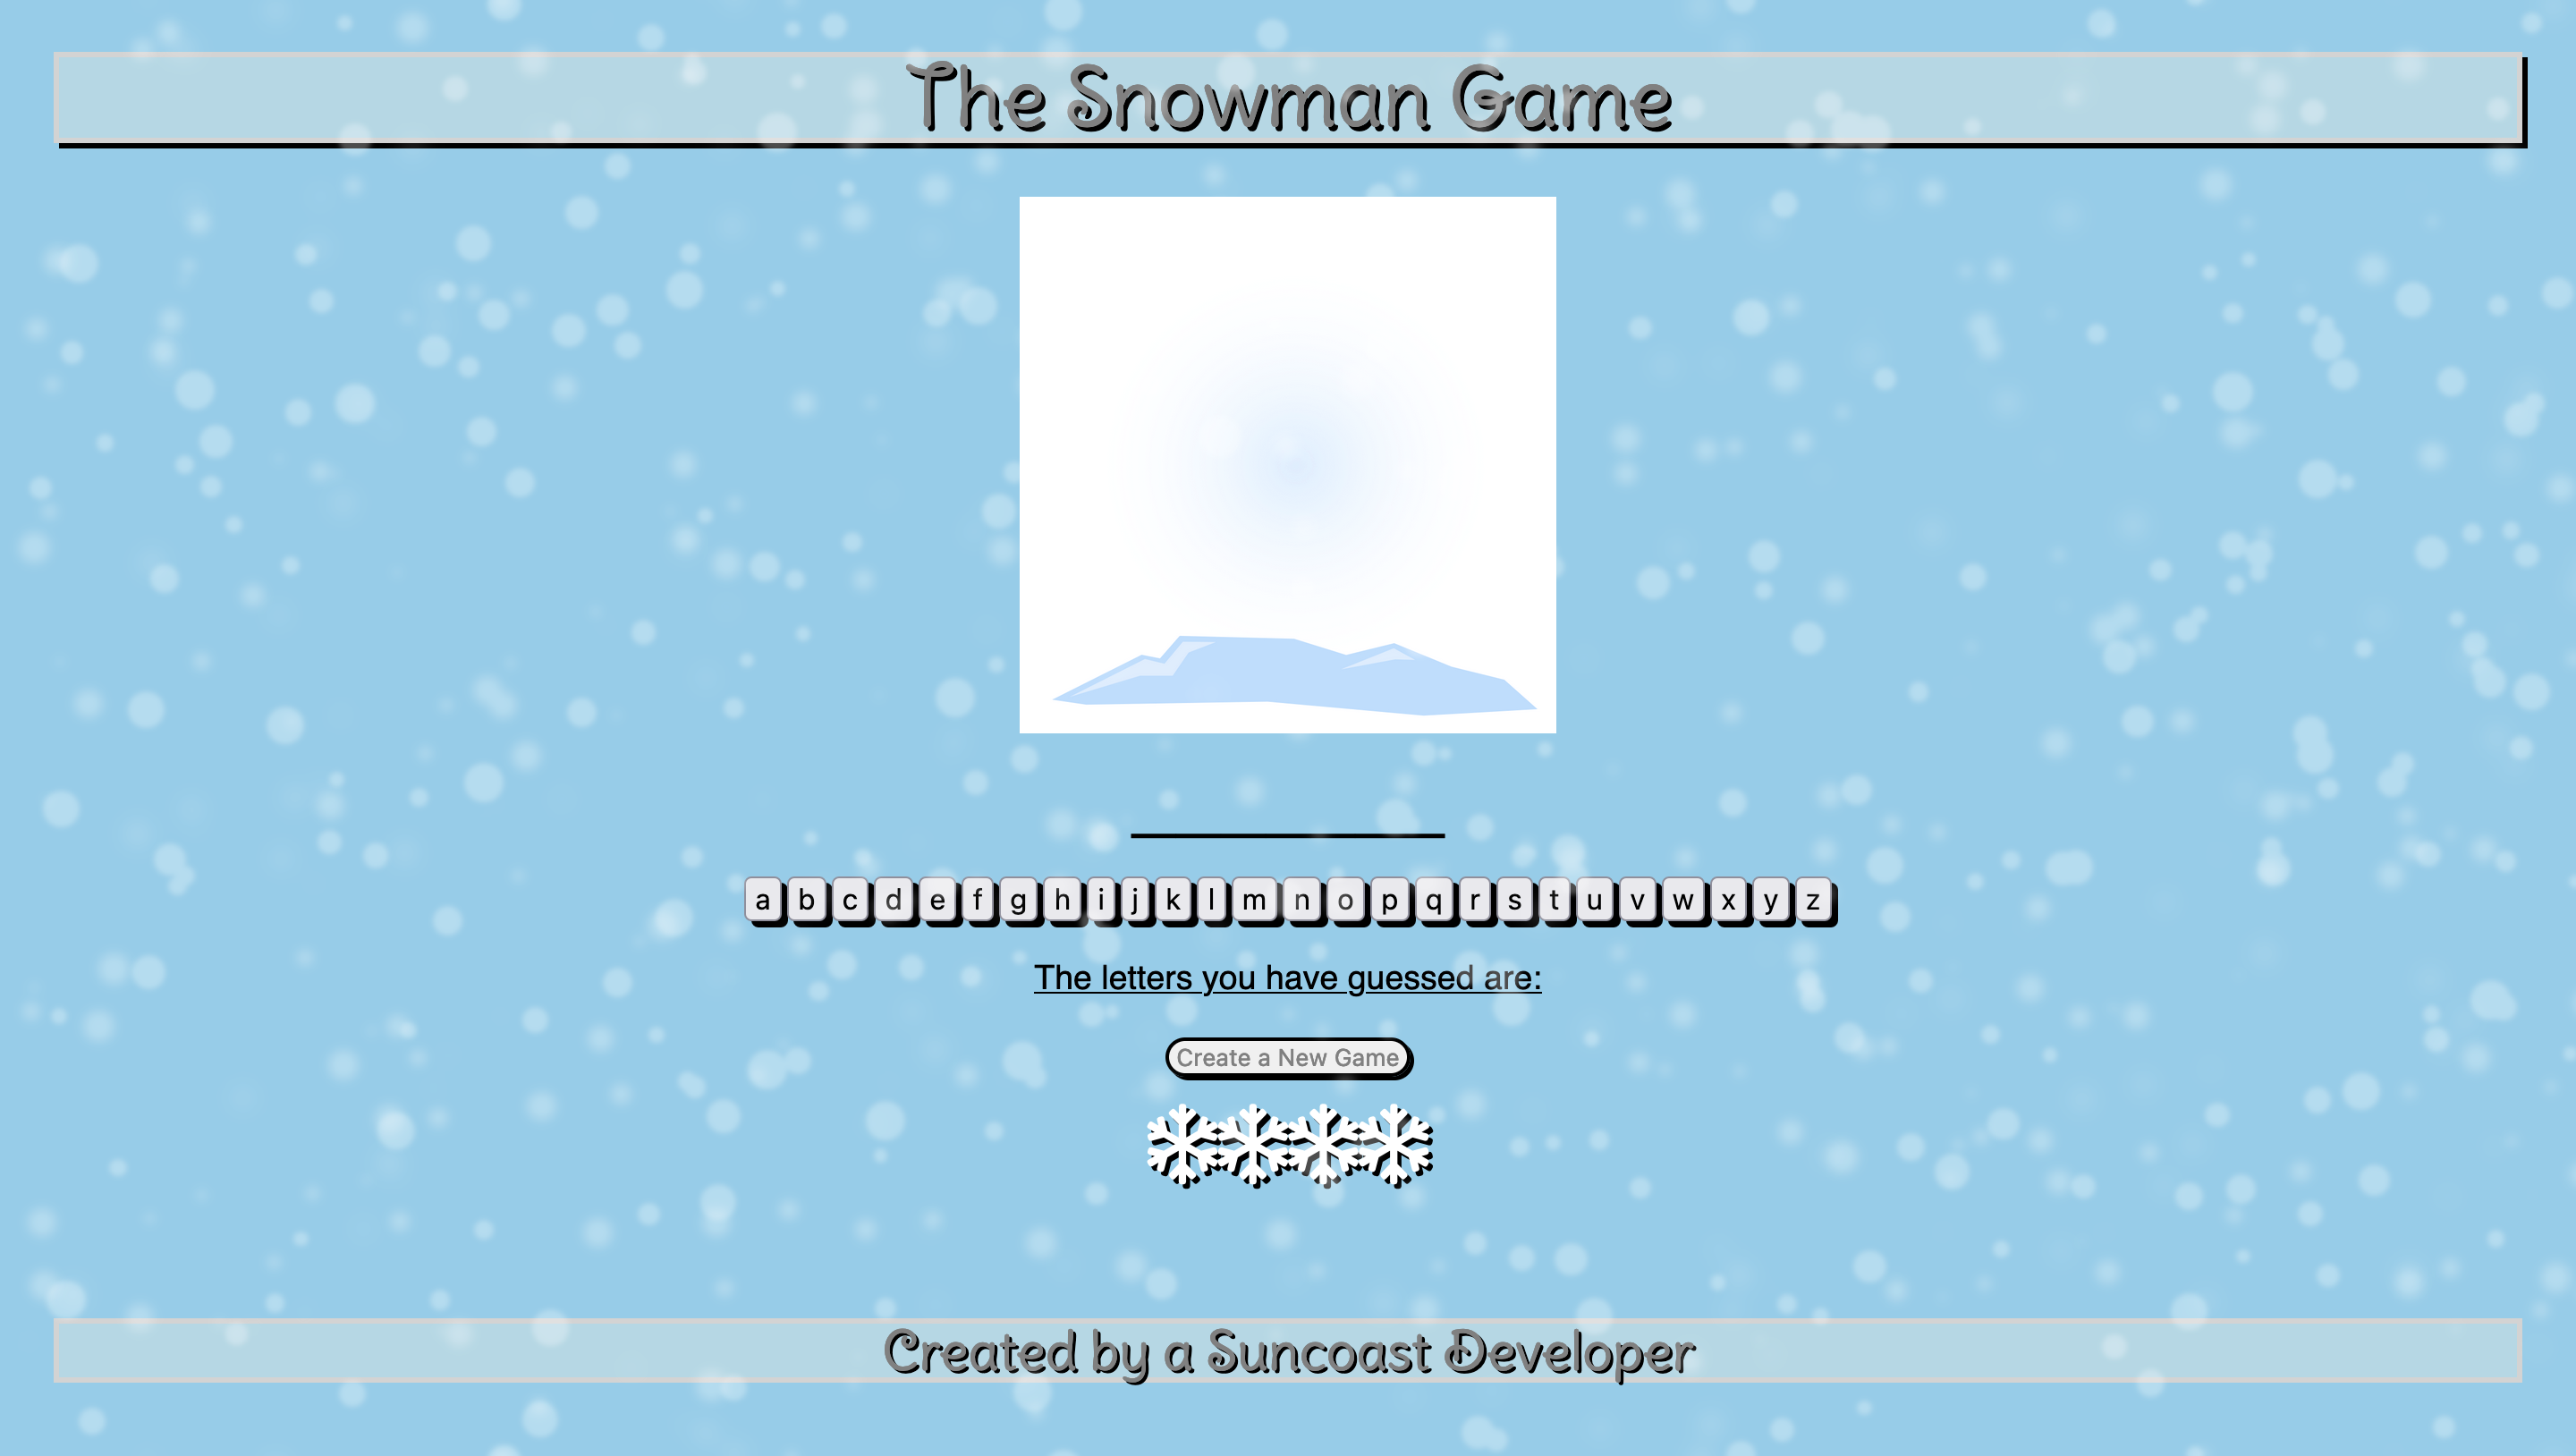 The Snowman Game
a b c d e f g h i j k l m n o p q r s t u v w x y z
The letters you have guessed are:
Create a New Game
Created by a Suncoast Developer